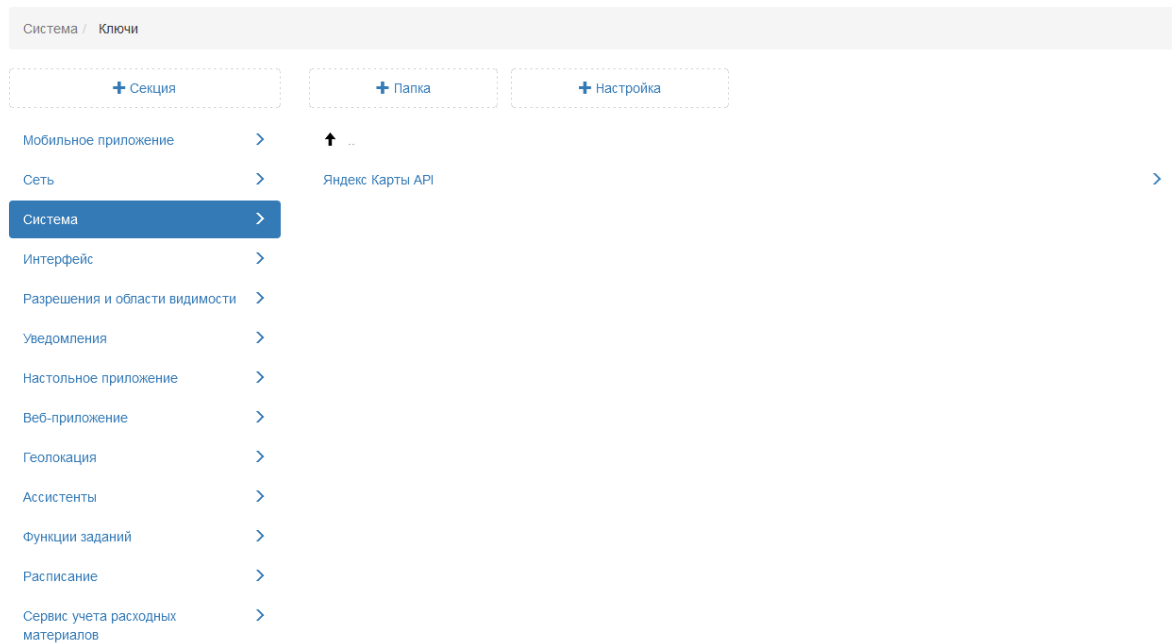 Система / Ключи
+ Секция
+ Папка
+ Настройка
Мобильное приложение
Сеть
Система
Интерфейс
Разрешения и области видимости
Уведомления
Настольное приложение
Веб-приложение
Геолокация
Ассистенты
Функции заданий
Расписание
Сервис учета расходных
материалов
..
Яндекс Карты API